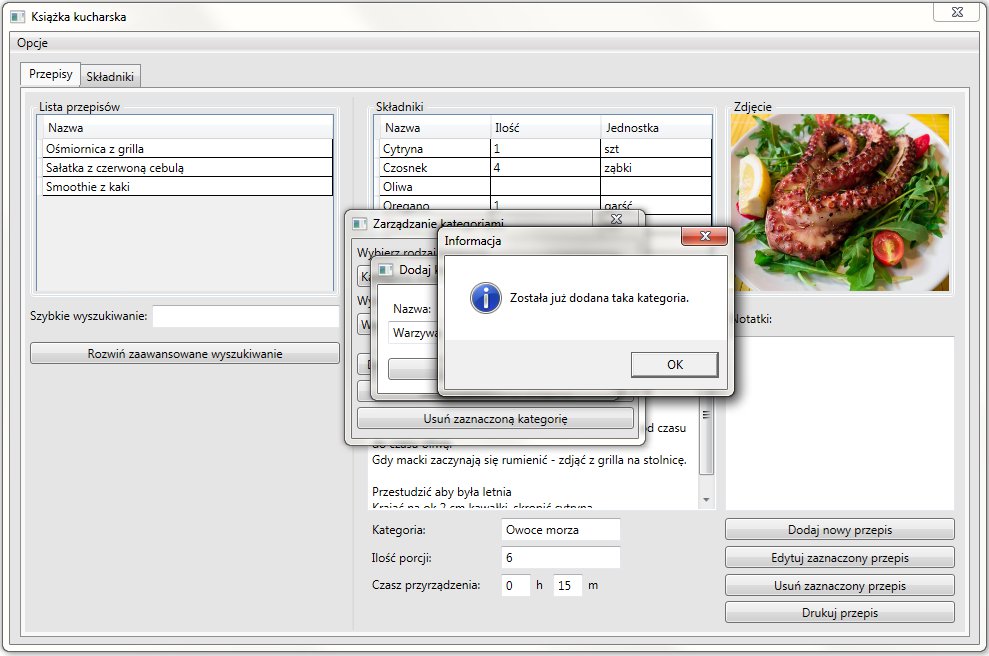 Książka kucharska
Opcje
Przepisy Składniki
Lista przepisów
Nazwa
Ośmiornica z grilla
Sałatka z czerwoną cebulą
Smoothie z kaki
Szybkie wyszukiwanie:
Rozwiń zaawansowane wyszukiwanie
Składniki
Nazwa Ilość Jednostka
Cytryna 1 szt
Czosnek 4 ząbki
Oliwa
Oregano 1 garść
Zdjęcie
Zarządzanie kategoriami
Wybierz rodzaj
Dodaj
Nazwa:
Warzywa
Informacja
Została już dodana taka kategoria.
OK
Usuń zaznaczoną kategorię
od czasu
do czasu oliwą.
Gdy macki zaczynają się rumienić - zdjąć z grilla na stolnicę.
Przestudzić aby była letnia
Krajać na ok 2 cm kawałki, skropić cytryną
Kategoria: Owoce morza
Ilość porcji: 6
Czasz przyrządzenia: 0 h 15 m
Notatki:
Dodaj nowy przepis
Edytuj zaznaczony przepis
Usuń zaznaczony przepis
Drukuj przepis